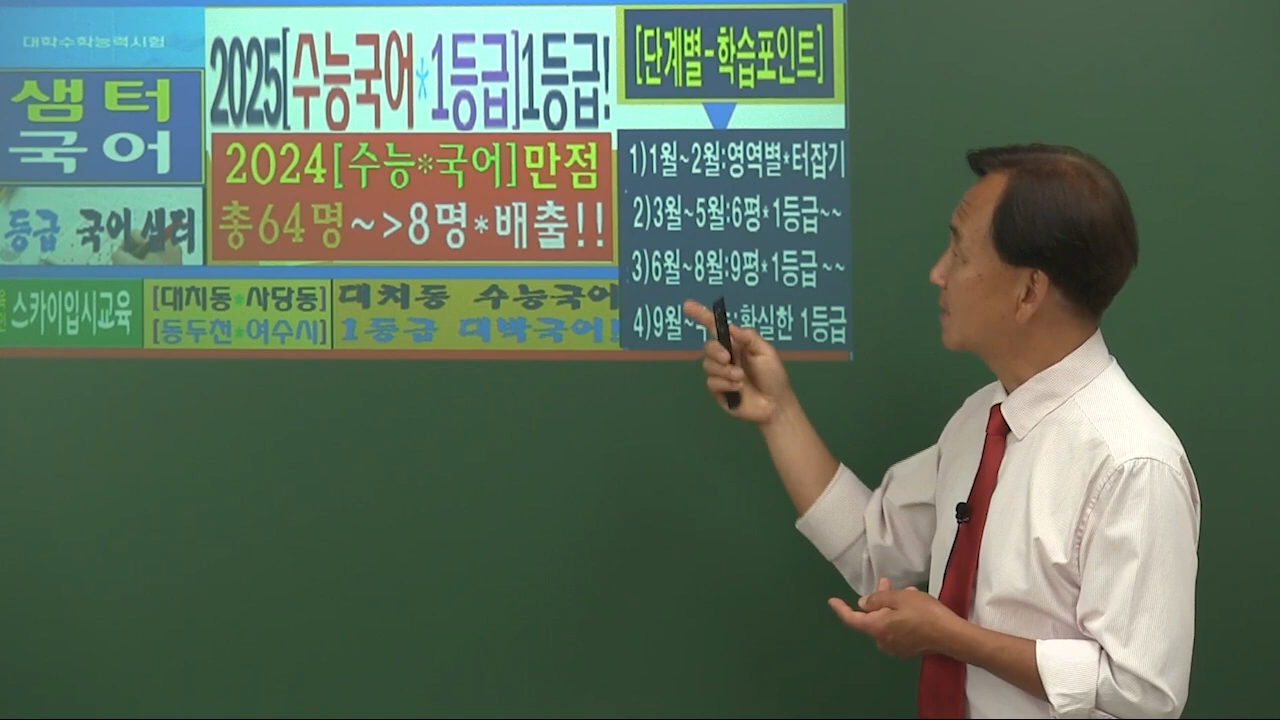 대학수학능력시험
샘터
국어
등급 국어 샘터
2025[수능국어*1등급]1등급!
2024[수능*국어]만점
총64명~>8명*배출!!
[단계별-학습포인트]
1)1월~2월:영역별*터잡기
2)3월~5월:6평*1등급~~
3)6월~8월:9평*1등급~~
4)9월~ :확실한 1등급
스카이입시교육
[대치동*사당동]
[동두천*여수시]
대치동 수능국어
1등급 대박국어!